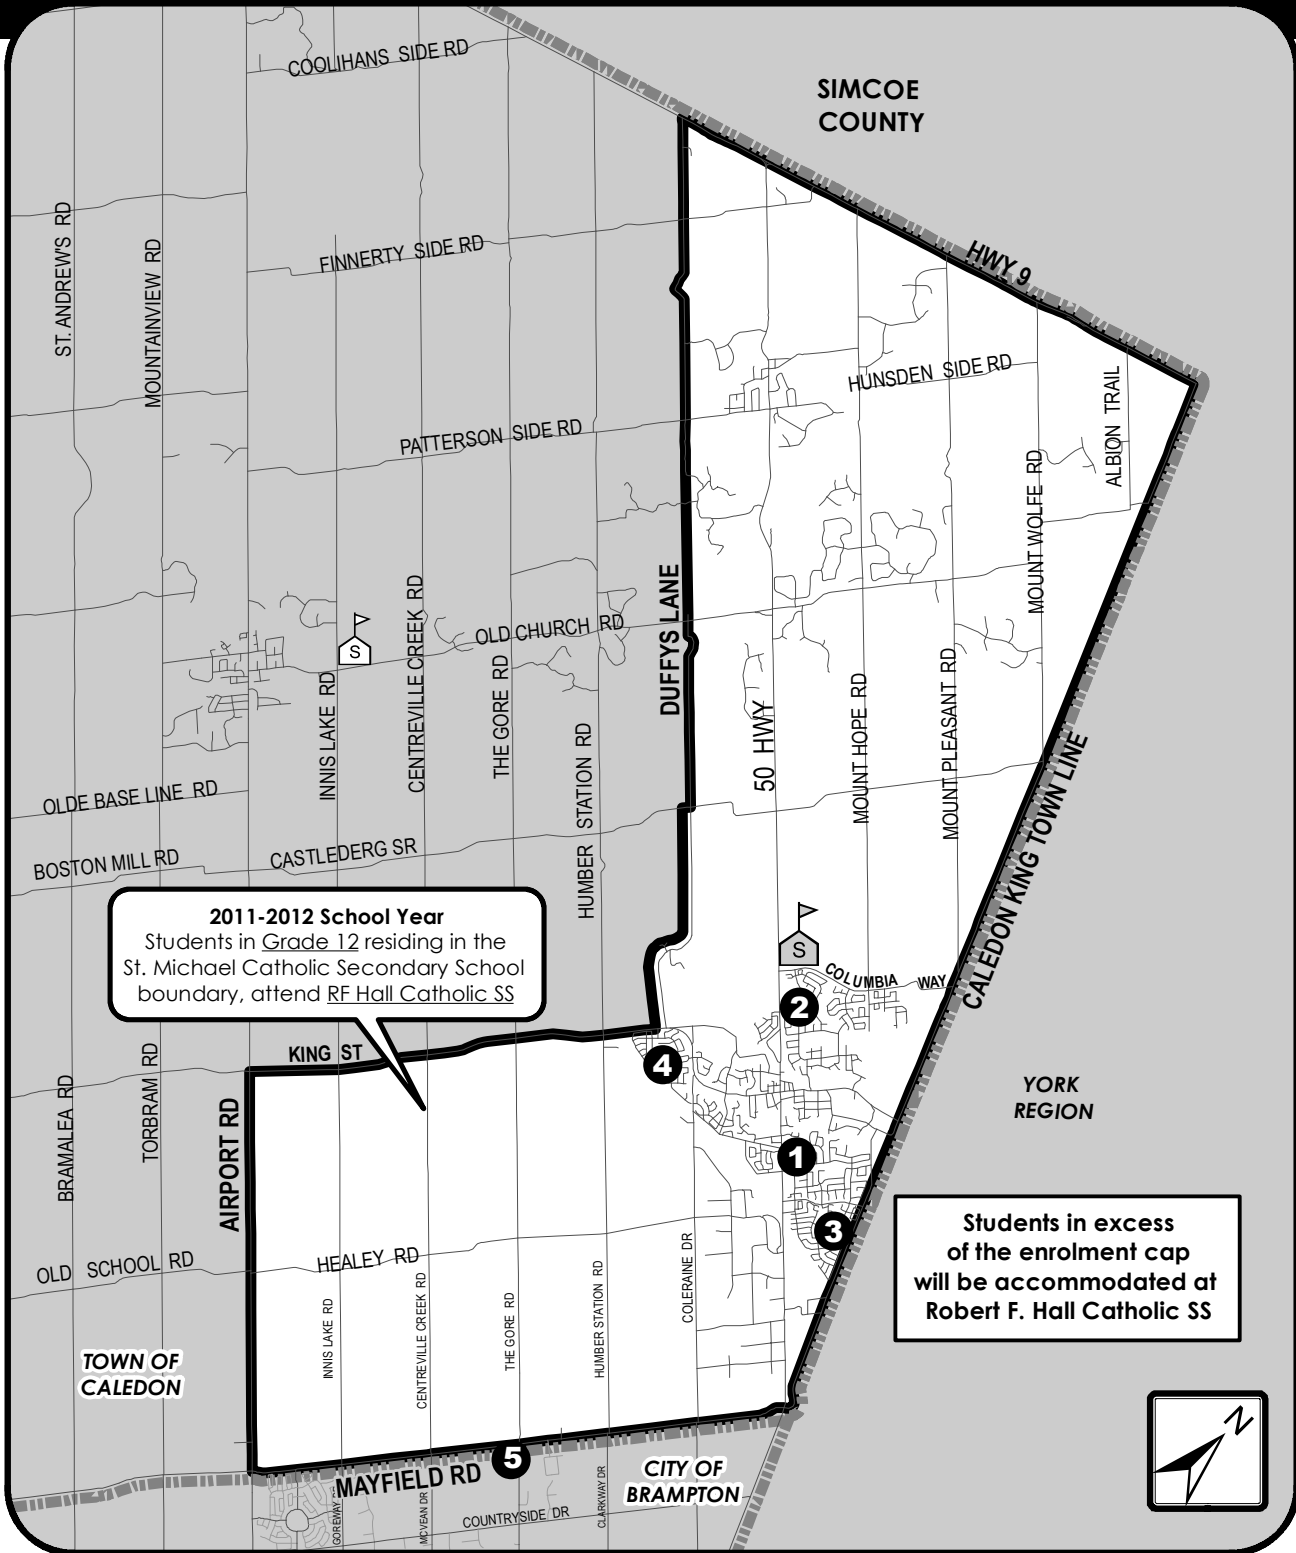 COOLIHANS SIDE RD
SIMCOE
COUNTY
ST. ANDREW'S RD
MOUNTAINVIEW RD
FINNERTY SIDE RD
HWY 9
HUNSDEN SIDE RD
ALBION TRAIL
PATTERSON SIDE RD
MOUNT WOLFE RD
DUFFYS LANE
OLD CHURCH RD
S
CENTREVILLE CREEK RD
INNIS LAKE RD
THE GORE RD
HUMBER STATION RD
50 HWY
MOUNT HOPE RD
MOUNT PLEASANT RD
CALEDON KING TOWN LINE
OLDE BASE LINE RD
BOSTON MILL RD
CASTLEDERG SR
2011-2012 School Year
Students in Grade 12 residing in the
St. Michael Catholic Secondary School
boundary, attend RF Hall Catholic SS
S
COLUMBIA WAY
2
KING ST
4
BRAMALEA RD
TORBRAM RD
AIRPORT RD
YORK
REGION
1
3
Students in excess
of the enrolment cap
will be accommodated at
Robert F. Hall Catholic SS
OLD SCHOOL RD
HEALEY RD
INNIS LAKE RD
CENTREVILLE CREEK RD
THE GORE RD
HUMBER STATION RD
COLERAINE DR
TOWN OF
CALEDON
N
5
MAYFIELD RD
CITY OF
BRAMPTON
GOREWAY DR
MCVEAN DR
COUNTRYSIDE DR
CLARKWAY DR